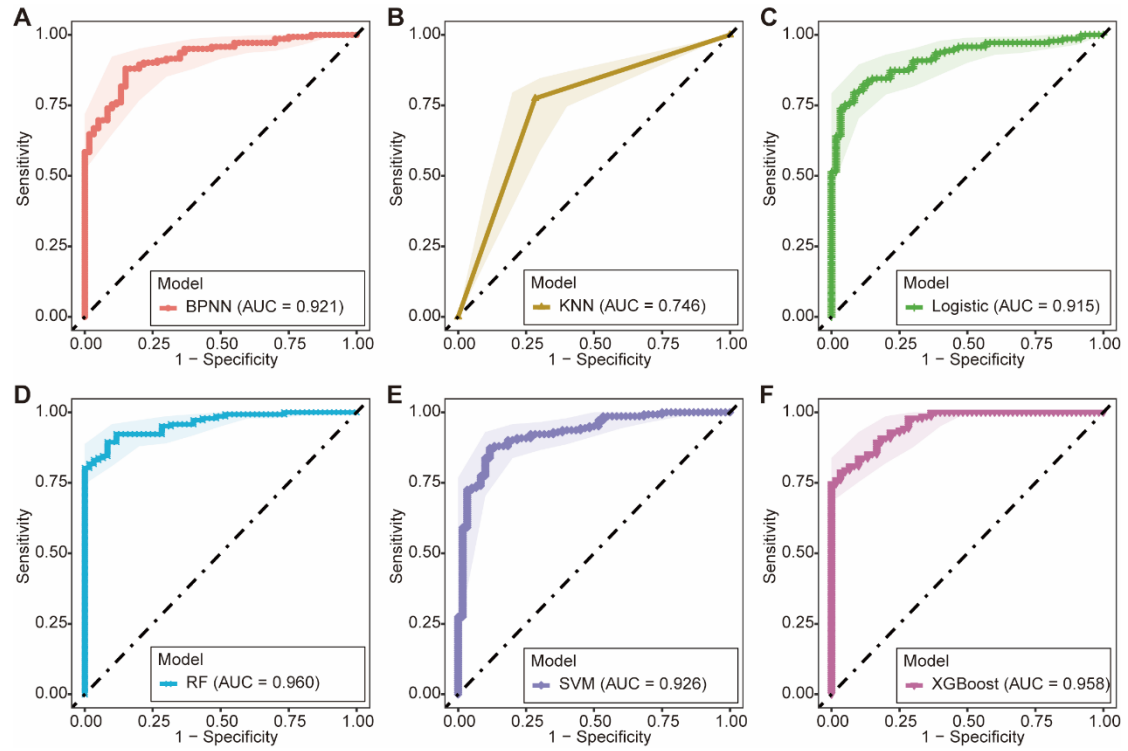 A
B
C
1.00
0.75
0.50
0.25
0.00
Sensitivity
Model
BPNN (AUC = 0.921)
0.00
0.25
0.50
0.75
1.00
1 − Specificity
1.00
0.75
0.50
0.25
0.00
Sensitivity
Model
KNN (AUC = 0.746)
0.00
0.25
0.50
0.75
1.00
1 − Specificity
1.00
0.75
0.50
0.25
0.00
Sensitivity
Model
Logistic (AUC = 0.915)
0.00
0.25
0.50
0.75
1.00
1 − Specificity
D
E
F
1.00
0.75
0.50
0.25
0.00
Sensitivity
Model
RF (AUC = 0.960)
0.00
0.25
0.50
0.75
1.00
1 − Specificity
1.00
0.75
0.50
0.25
0.00
Sensitivity
Model
SVM (AUC = 0.926)
0.00
0.25
0.50
0.75
1.00
1 − Specificity
1.00
0.75
0.50
0.25
0.00
Sensitivity
Model
XGBoost (AUC = 0.958)
0.00
0.25
0.50
0.75
1.00
1 − Specificity